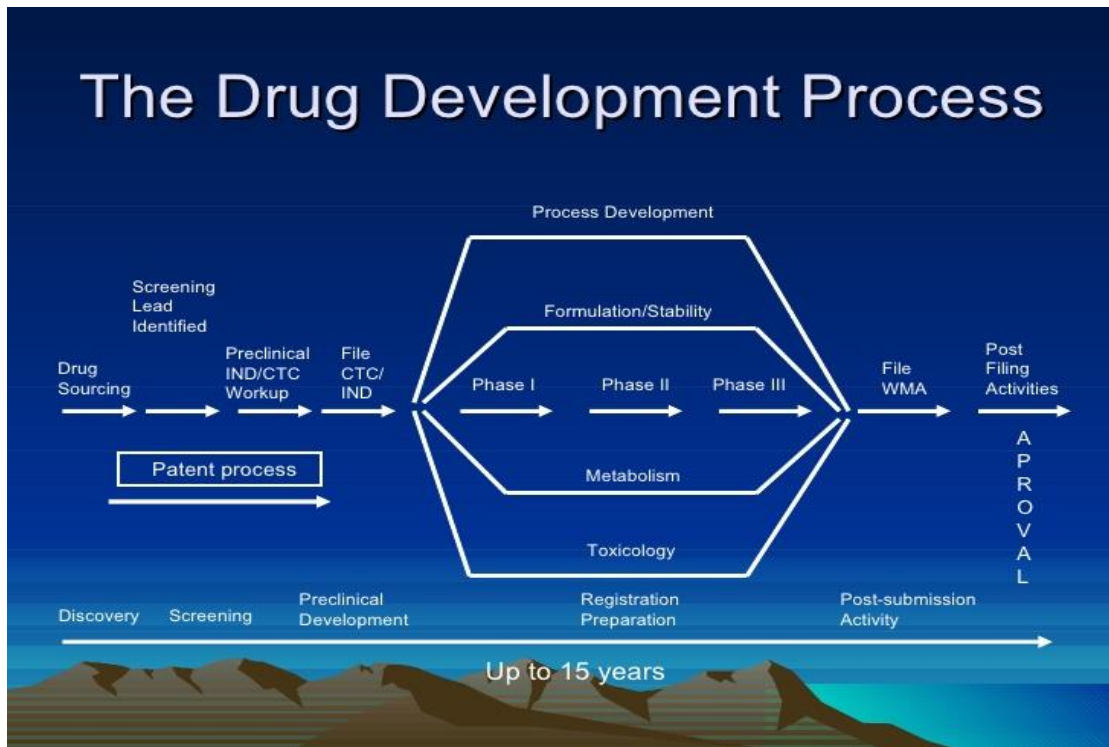 The Drug Development Process
Process Development
Screening
Lead
Identified
Formulation/Stability
Drug
Sourcing
Preclinical
IND/CTC
Workup
File
CTC/
IND
Phase I
Phase II
Phase III
File
WMA
Post
Filing
Activities
Patent process
Metabolism
Toxicology
A
P
R
O
V
A
L
Discovery
Screening
Preclinical
Development
Registration
Preparation
Post-submission
Activity
Up to 15 years